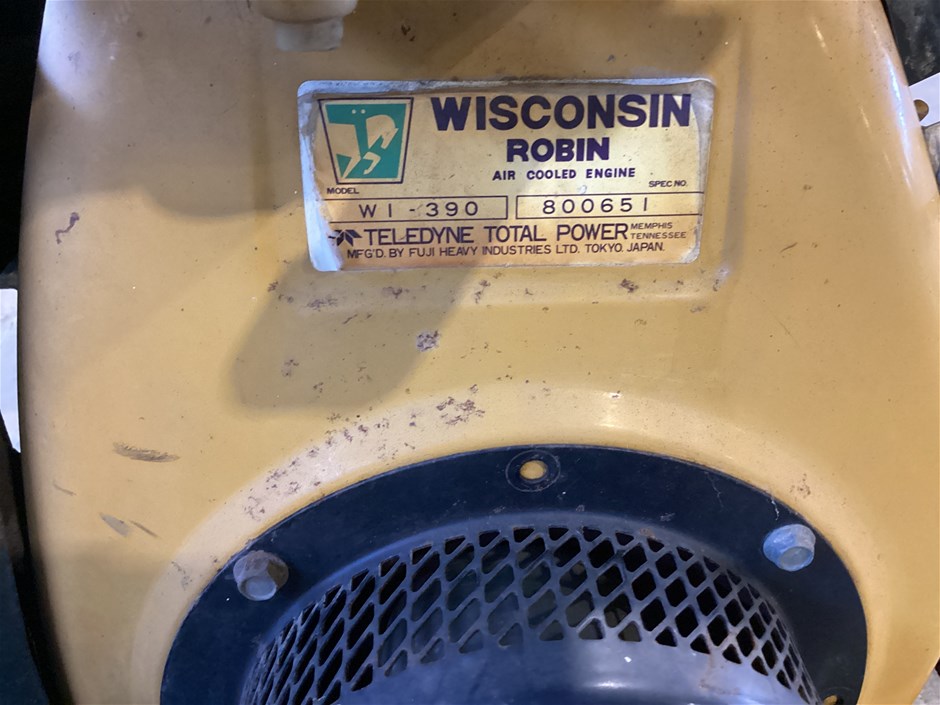 WISCONSIN
ROBIN
AIR COOLED ENGINE
MODEL SPEC NO.
W1-390 800651
TELEDYNE TOTAL POWER MEMPHIS TENNESSEE
MFG'D. BY FUJI HEAVY INDUSTRIES LTD. TOKYO. JAPAN.